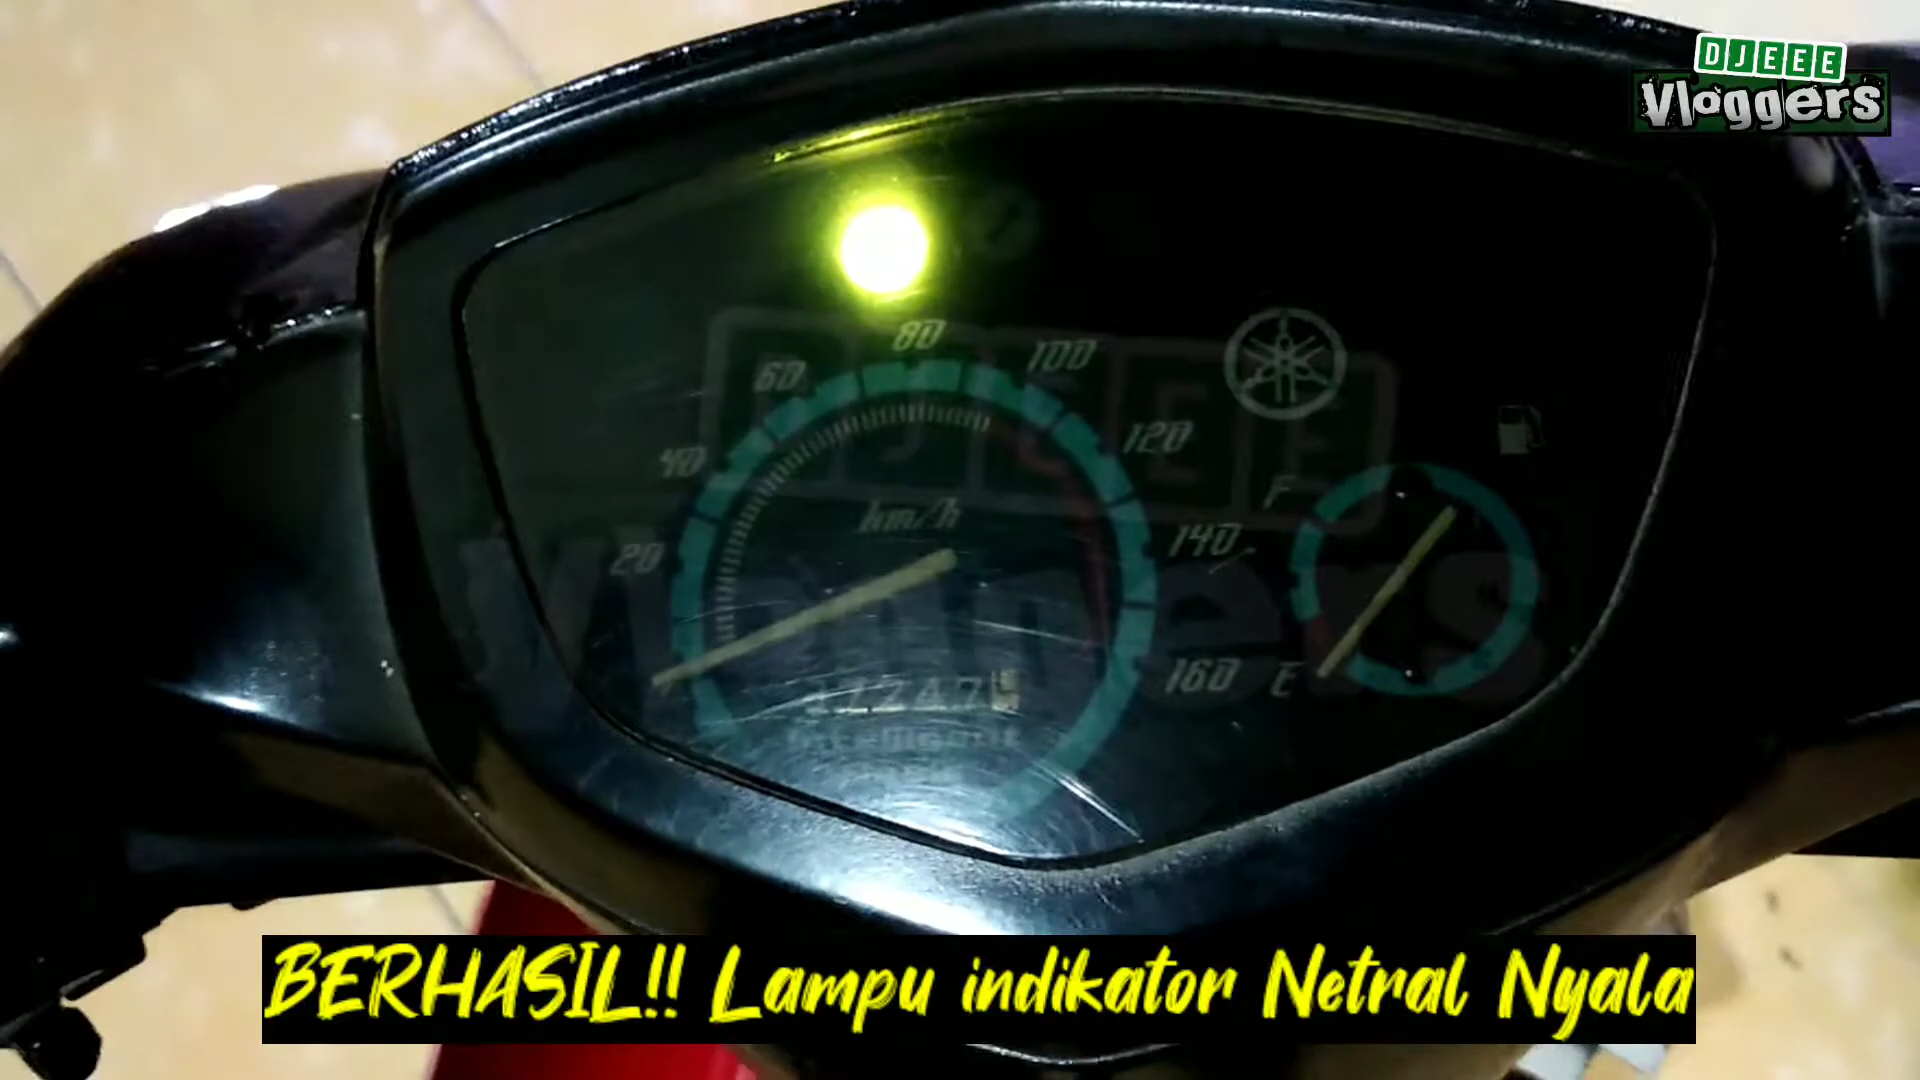 DJEEE
Vloggers
80
60
100
40
120
km/h
F
20
140
160
E
BERHASIL!! Lampu indikator Netral Nyala